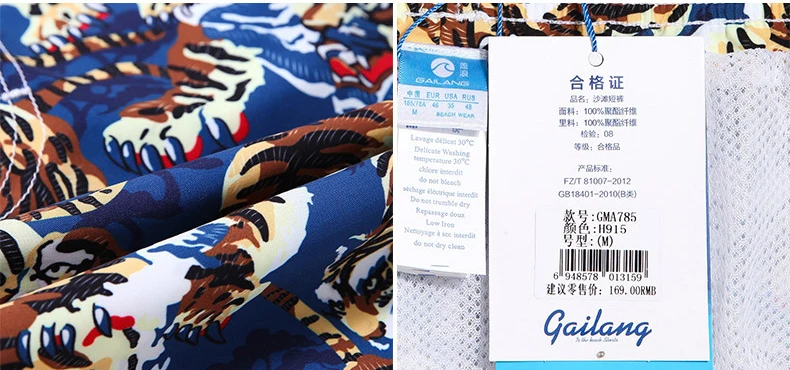 盖浪
GAILANG
中国 EUR USA RUS
165/72A 46 35 48
M BEACH WEAR
Lavage délicat 30°C
Delicate Washing
temperature 30°C
chlore interdit
do not bleach
séchage électrique interdit
Do not tramble dry
Repassage doux
Low Iron
Nettoyage à sec interdit
do not dry clean
合格证
品名: 沙滩短裤
面料: 100%聚酯纤维
里料: 100%聚酯纤维
检验: 08
等级: 合格品
产品标准:
FZ/T 81007-2012
GB18401-2010(B类)
款号:GMA785
颜色:H915
号型:(M)
6 948578 013159
建议零售价: 169.00RMB
Gailang